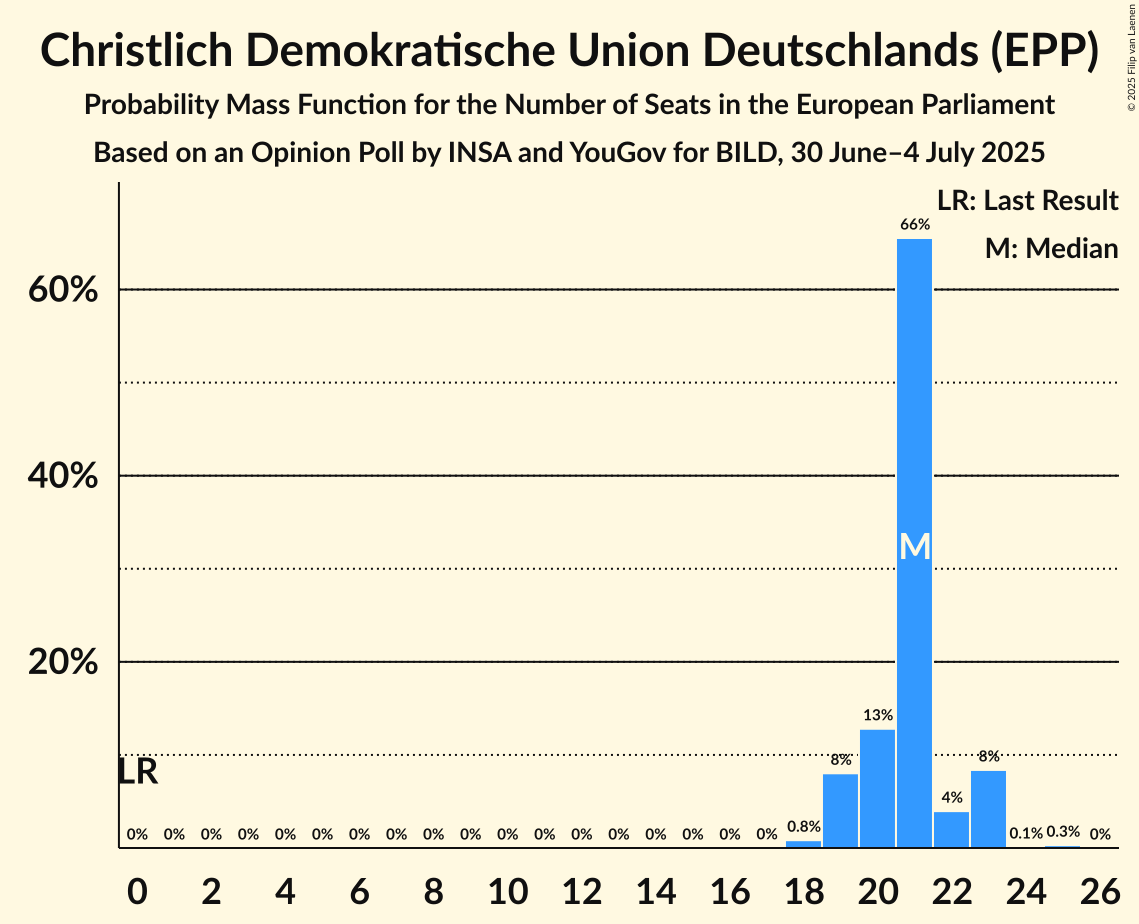 Christlich Demokratische Union Deutschlands (EPP)
Probability Mass Function for the Number of Seats in the European Parliament
Based on an Opinion Poll by INSA and YouGov for BILD, 30 June–4 July 2025
© 2025 Filip van Laenen
LR: Last Result
M: Median
66%
60%
40%
M
20%
13%
8%
8%
LR
4%
0% 0% 0% 0% 0% 0% 0% 0% 0% 0% 0% 0% 0% 0% 0% 0% 0% 0% 0.8% 0.1% 0.3% 0%
0 2 4 6 8 10 12 14 16 18 20 22 24 26